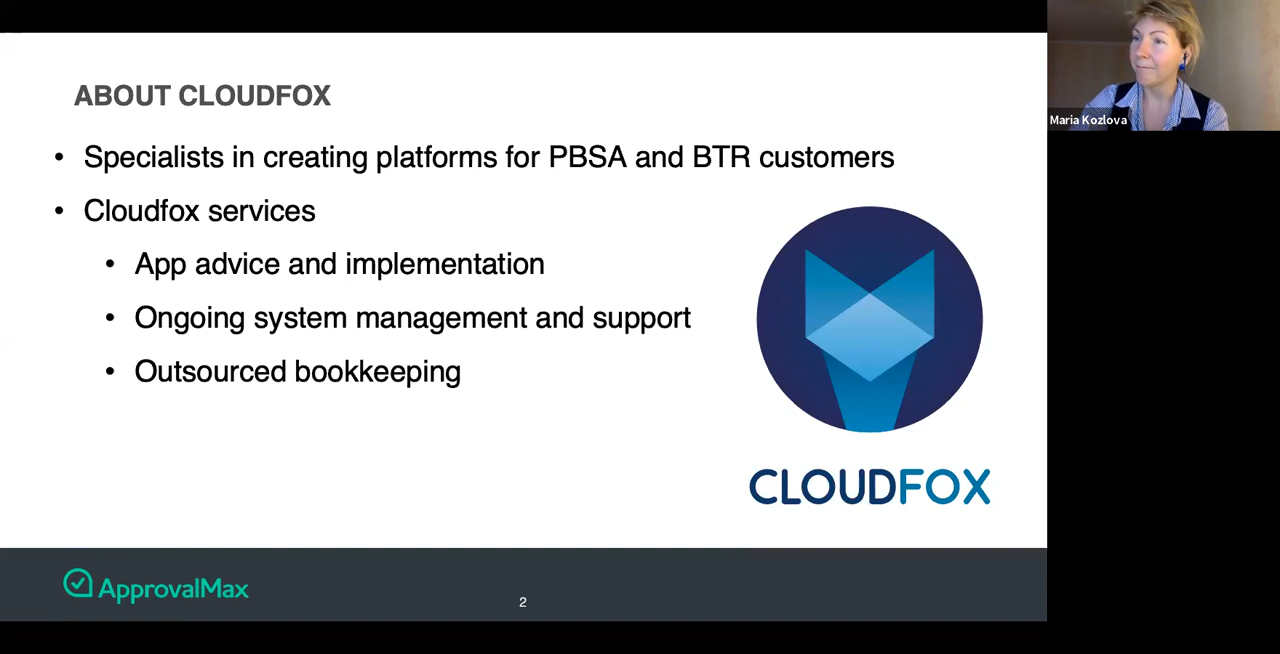 ABOUT CLOUDFOX
• Specialists in creating platforms for PBSA and BTR customers
• Cloudfox services
• App advice and implementation
• Ongoing system management and support
• Outsourced bookkeeping
CLOUDFOX
ApprovalMax
2
Maria Kozlova